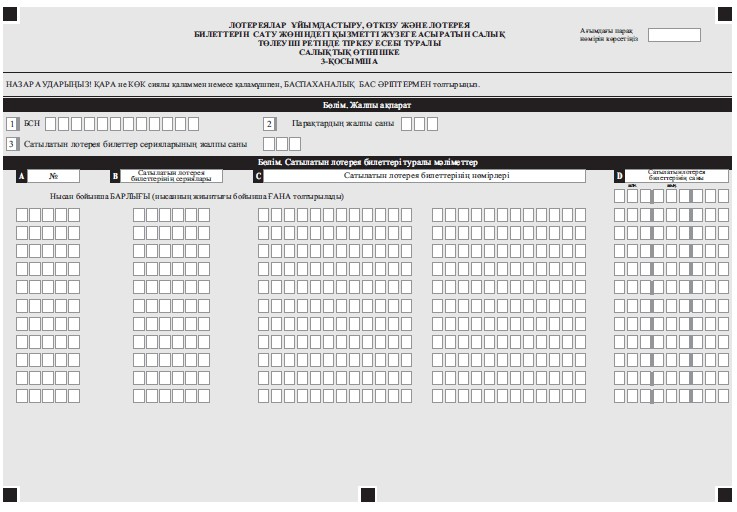 ЛОТЕРЕЯЛАР ҰЙЫМДАСТЫРУ, ӨТКІЗУ ЖӘНЕ ЛОТЕРЕЯ
БИЛЕТТЕРІН САТУ ЖӨНІНДЕГІ ҚЫЗМЕТТІ ЖҮЗЕГЕ АСЫРАТЫН САЛЫҚ
ТӨЛЕУШІ РЕТІНДЕ ТІРКЕУ ЕСЕБІ ТУРАЛЫ
САЛЫҚТЫҚ ӨТІНІШКЕ
3-ҚОСЫМША
Ағымдағы парақ
нөмірін көрсетіңіз
НАЗАР АУДАРЫҢЫЗ! ҚАРА не КӨК сиялы қаламмен немесе қаламұшпен, БАСПАХАНАЛЫҚ БАС ӘРІПТЕРМЕН толтырыңыз.
Бөлім. Жалпы ақпарат
1 БСН
2 Парақтардың жалпы саны
3 Сатылатын лотерея билеттер серияларының жалпы саны
Бөлім. Сатылатын лотерея билеттері туралы мәліметтер
A №
B Сатылатын лотерея
билеттерінің сериялары
C Сатылатын лотерея билеттерінің нөмірлері
D Сатылатын лотерея
билеттерінің саны
млн. мың.
Нысан бойынша БАРЛЫҒЫ (нысанның жиынтығы бойынша ҒАНА толтырылады)